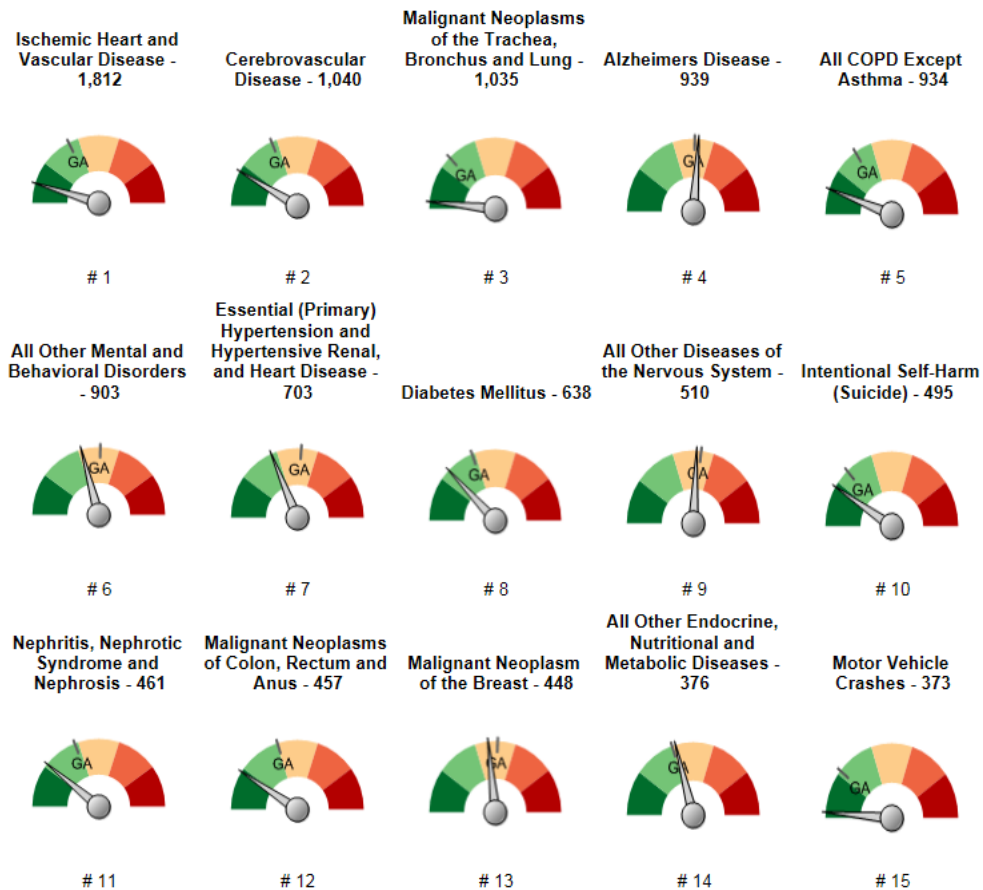 Ischemic Heart and
Vascular Disease -
1,812
Cerebrovascular
Disease - 1,040
Malignant Neoplasms
of the Trachea,
Bronchus and Lung -
1,035
Alzheimers Disease -
939
All COPD Except
Asthma - 934
GA
GA
GA
GA
GA
# 1
# 2
# 3
# 4
# 5
All Other Mental and
Behavioral Disorders
- 903
Essential (Primary)
Hypertension and
Hypertensive Renal,
and Heart Disease -
703
Diabetes Mellitus - 638
All Other Diseases of
the Nervous System -
510
Intentional Self-Harm
(Suicide) - 495
GA
GA
GA
GA
GA
# 6
# 7
# 8
# 9
# 10
Nephritis, Nephrotic
Syndrome and
Nephrosis - 461
Malignant Neoplasms
of Colon, Rectum and
Anus - 457
Malignant Neoplasm
of the Breast - 448
All Other Endocrine,
Nutritional and
Metabolic Diseases -
376
Motor Vehicle
Crashes - 373
GA
GA
GA
GA
GA
# 11
# 12
# 13
# 14
# 15